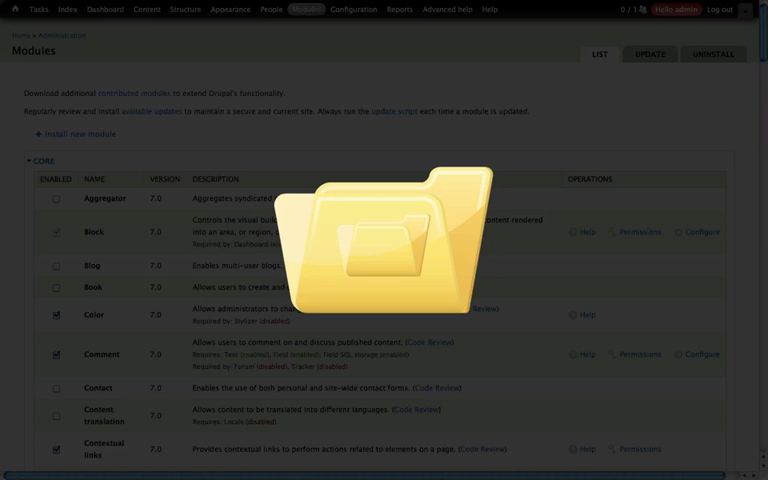 Tasks Index Dashboard Content Structure Appearance People Modules Configuration Reports Advanced help Help 0 / 1 Hello admin Log out
Home » Administration
Modules
LIST UPDATE UNINSTALL
Download additional contributed modules to extend Drupal's functionality.
Regularly review and install available updates to maintain a secure and current site. Always run the update script each time a module is updated.
+ Install new module
CORE
ENABLED NAME VERSION DESCRIPTION OPERATIONS
Aggregator 7.0 Aggregates syndicated
Block 7.0 Controls the visual content rendered
into an area, or region,
Required by: Help Permissions Configure
Blog 7.0 Enables multi-user blogs.
Book 7.0 Allows users to create and
Color 7.0 Allows administrators to Review) Help
Required by: Stylizer (disabled)
Comment 7.0 Allows users to comment on and discuss published content. (Code Review)
Requires: Text (enabled), Field (enabled), Field SQL storage (enabled)
Required by: Forum (disabled), Tracker (disabled) Help Permissions Configure
Contact 7.0 Enables the use of both personal and site-wide contact forms. (Code Review)
Content translation 7.0 Allows content to be translated into different languages. (Code Review)
Requires: Locale (disabled)
Contextual links 7.0 Provides contextual links to perform actions related to elements on a page. (Code Review) Help Permissions